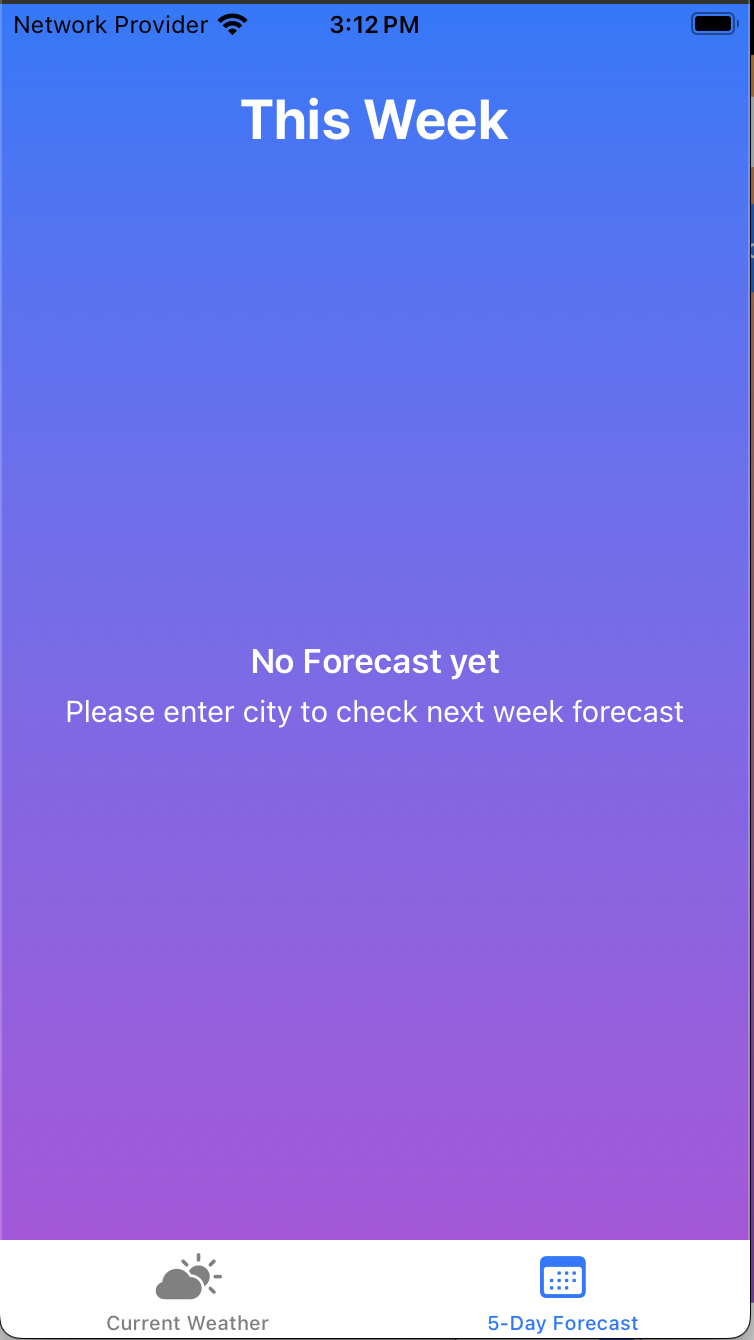 Network Provider 3:12 PM
This Week
No Forecast yet
Please enter city to check next week forecast
Current Weather 5-Day Forecast